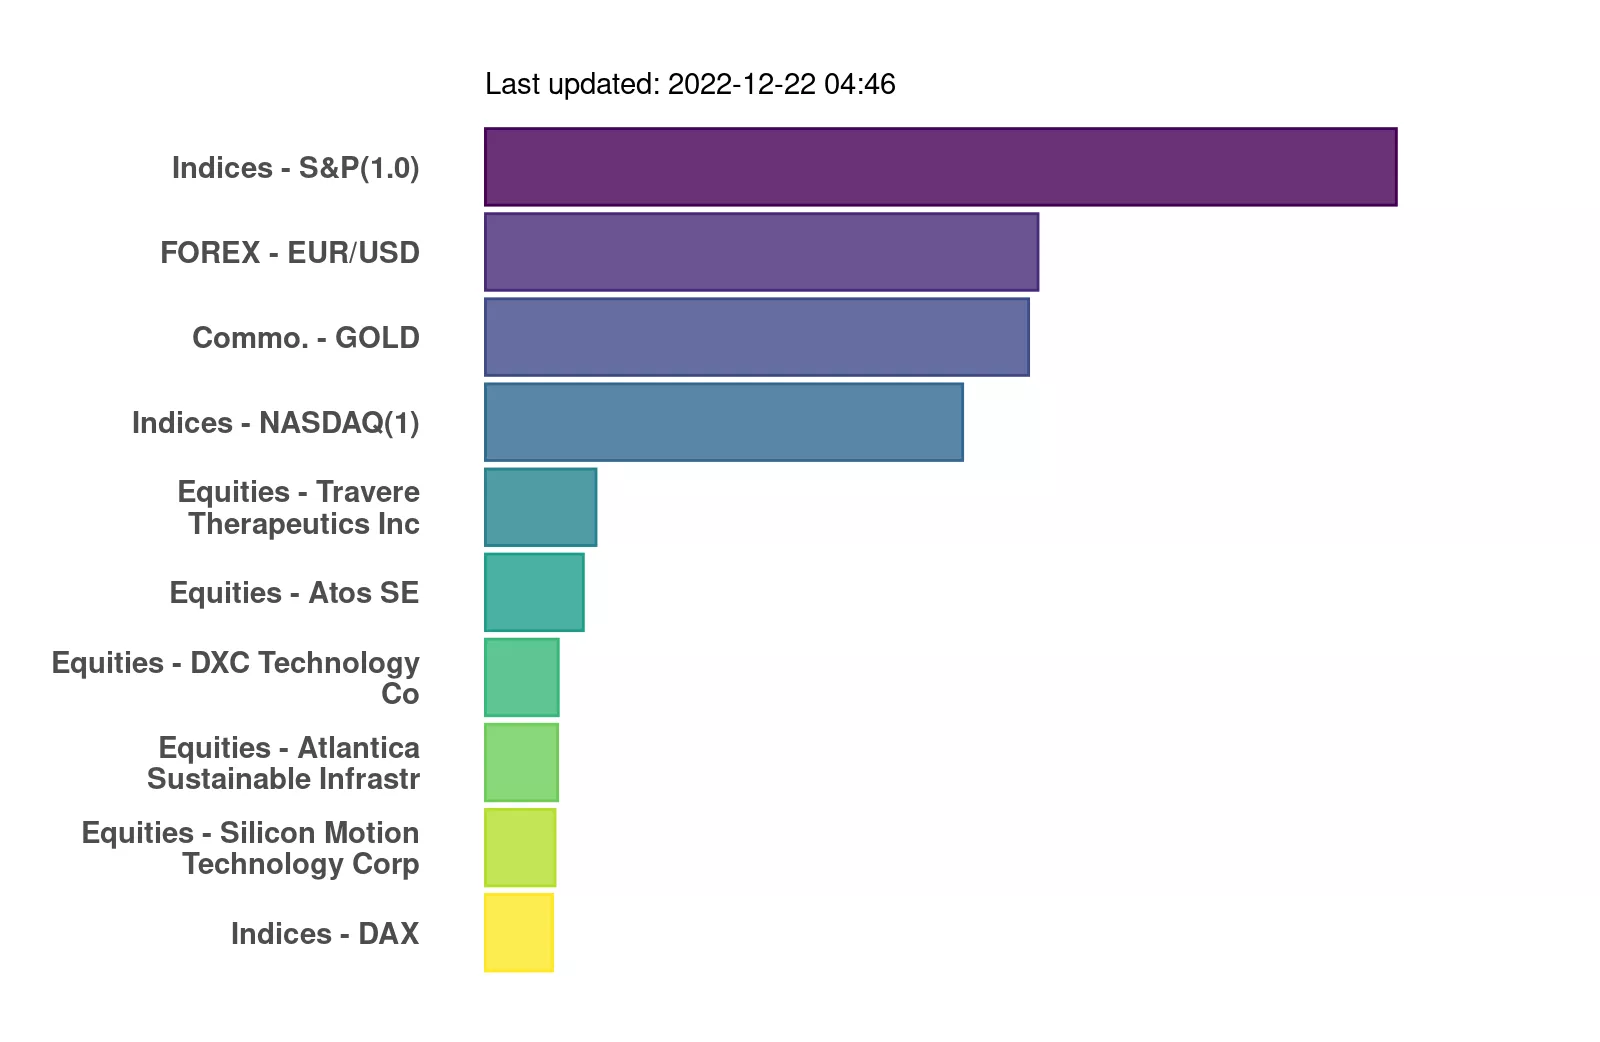 Last updated: 2022-12-22 04:46
Indices - S&P(1.0)
FOREX - EUR/USD
Commo. - GOLD
Indices - NASDAQ(1)
Equities - Travere
Therapeutics Inc
Equities - Atos SE
Equities - DXC Technology
Co
Equities - Atlantica
Sustainable Infrastr
Equities - Silicon Motion
Technology Corp
Indices - DAX